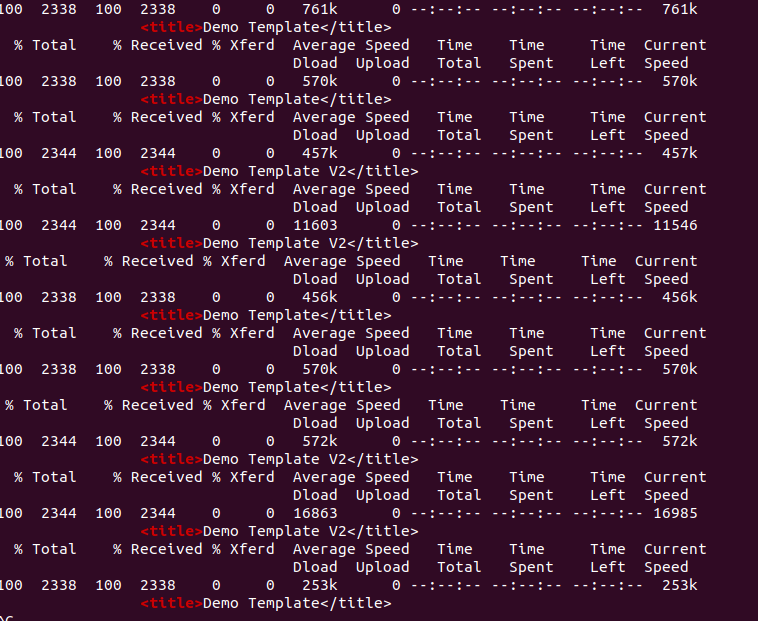 100 2338 100 2338 0 0 761k 0 --:--:-- --:--:-- --:--:-- 761k
<title>Demo Template</title>
% Total % Received % Xferd Average Speed Time Time Time Current
Dload Upload Total Spent Left Speed
100 2338 100 2338 0 0 570k 0 --:--:-- --:--:-- --:--:-- 570k
<title>Demo Template</title>
% Total % Received % Xferd Average Speed Time Time Time Current
Dload Upload Total Spent Left Speed
100 2344 100 2344 0 0 457k 0 --:--:-- --:--:-- --:--:-- 457k
<title>Demo Template V2</title>
% Total % Received % Xferd Average Speed Time Time Time Current
Dload Upload Total Spent Left Speed
100 2344 100 2344 0 0 11603 0 --:--:-- --:--:-- --:--:-- 11546
<title>Demo Template V2</title>
% Total % Received % Xferd Average Speed Time Time Time Current
Dload Upload Total Spent Left Speed
100 2338 100 2338 0 0 456k 0 --:--:-- --:--:-- --:--:-- 456k
<title>Demo Template</title>
% Total % Received % Xferd Average Speed Time Time Time Current
Dload Upload Total Spent Left Speed
100 2338 100 2338 0 0 570k 0 --:--:-- --:--:-- --:--:-- 570k
<title>Demo Template</title>
% Total % Received % Xferd Average Speed Time Time Time Current
Dload Upload Total Spent Left Speed
100 2344 100 2344 0 0 572k 0 --:--:-- --:--:-- --:--:-- 572k
<title>Demo Template V2</title>
% Total % Received % Xferd Average Speed Time Time Time Current
Dload Upload Total Spent Left Speed
100 2344 100 2344 0 0 16863 0 --:--:-- --:--:-- --:--:-- 16985
<title>Demo Template V2</title>
% Total % Received % Xferd Average Speed Time Time Time Current
Dload Upload Total Spent Left Speed
100 2338 100 2338 0 0 253k 0 --:--:-- --:--:-- --:--:-- 253k
<title>Demo Template</title>